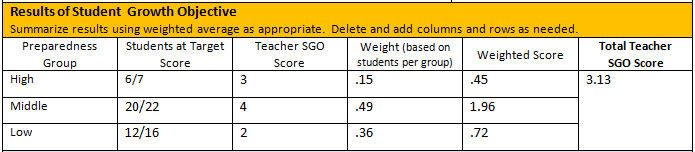 Results of Student Growth Objective
Summarize results using weighted average as appropriate. Delete and add columns and rows as needed.
Preparedness Group Students at Target Score Teacher SGO Score Weight (based on students per group) Weighted Score Total Teacher SGO Score
High 6/7 3 .15 .45 3.13
Middle 20/22 4 .49 1.96
Low 12/16 2 .36 .72